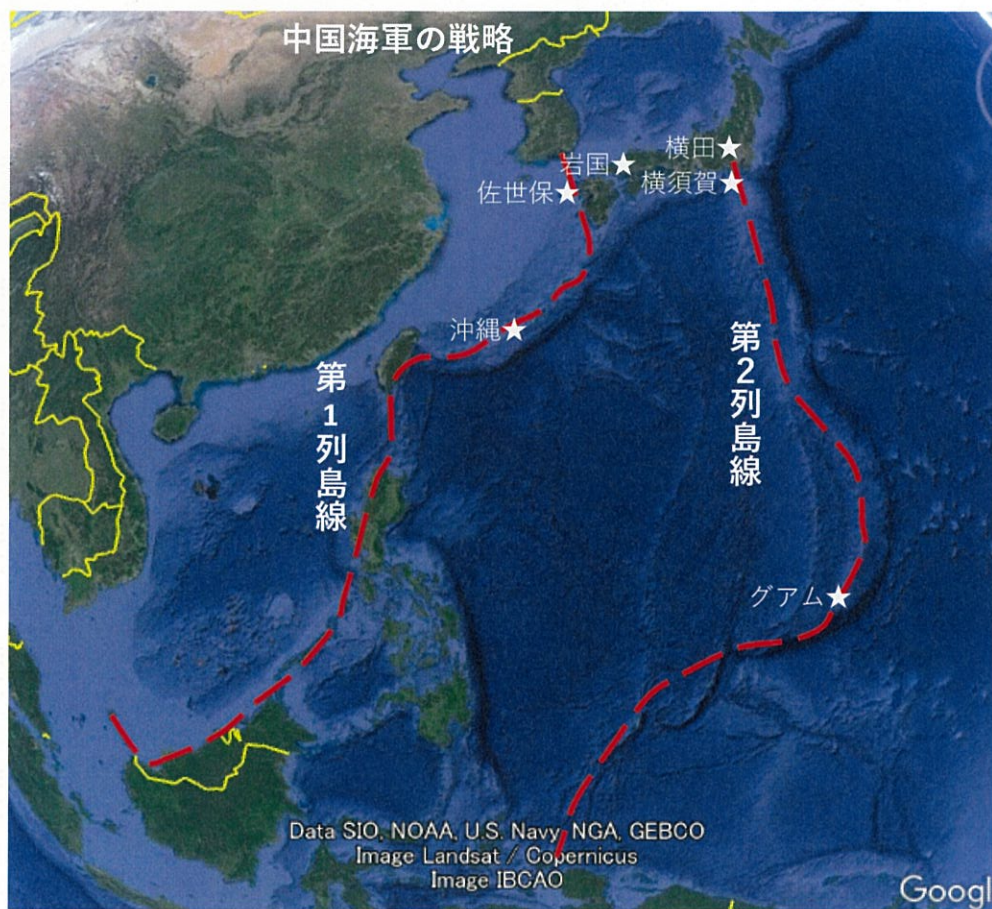 中国海軍の戦略
横田
岩国
横須賀
佐世保
沖縄
第1列島線
第2列島線
グアム
Data SIO, NOAA, U.S. Navy, NGA, GEBCO
Image Landsat / Copernicus
Image IBCAO
Googl